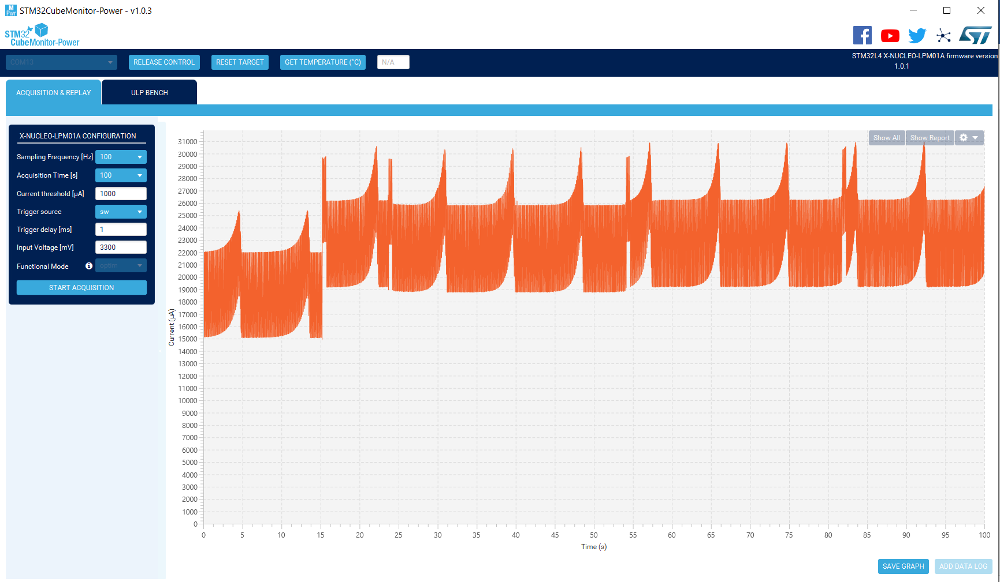 M
Pwr
STM32CubeMonitor-Power - v1.0.3
STM32
CubeMonitor-Power
ST
COM13
RELEASE CONTROL
RESET TARGET
GET TEMPERATURE (°C)
N/A
STM32L4 X-NUCLEO-LPM01A firmware version
1.0.1
ACQUISITION & REPLAY
ULP BENCH
X-NUCLEO-LPM01A CONFIGURATION
Sampling Frequency [Hz] 100
Acquisition Time [s] 100
Current threshold [µA] 1000
Trigger source sw
Trigger delay [ms] 1
Input Voltage [mV] 3300
Functional Mode optim
START ACQUISITION
Show All
Show Report
Current (µA)
31000
30000
29000
28000
27000
26000
25000
24000
23000
22000
21000
20000
19000
18000
17000
16000
15000
14000
13000
12000
11000
10000
9000
8000
7000
6000
5000
4000
3000
2000
1000
0
0 5 10 15 20 25 30 35 40 45 50 55 60 65 70 75 80 85 90 95 100
Time (s)
SAVE GRAPH
ADD DATA LOG